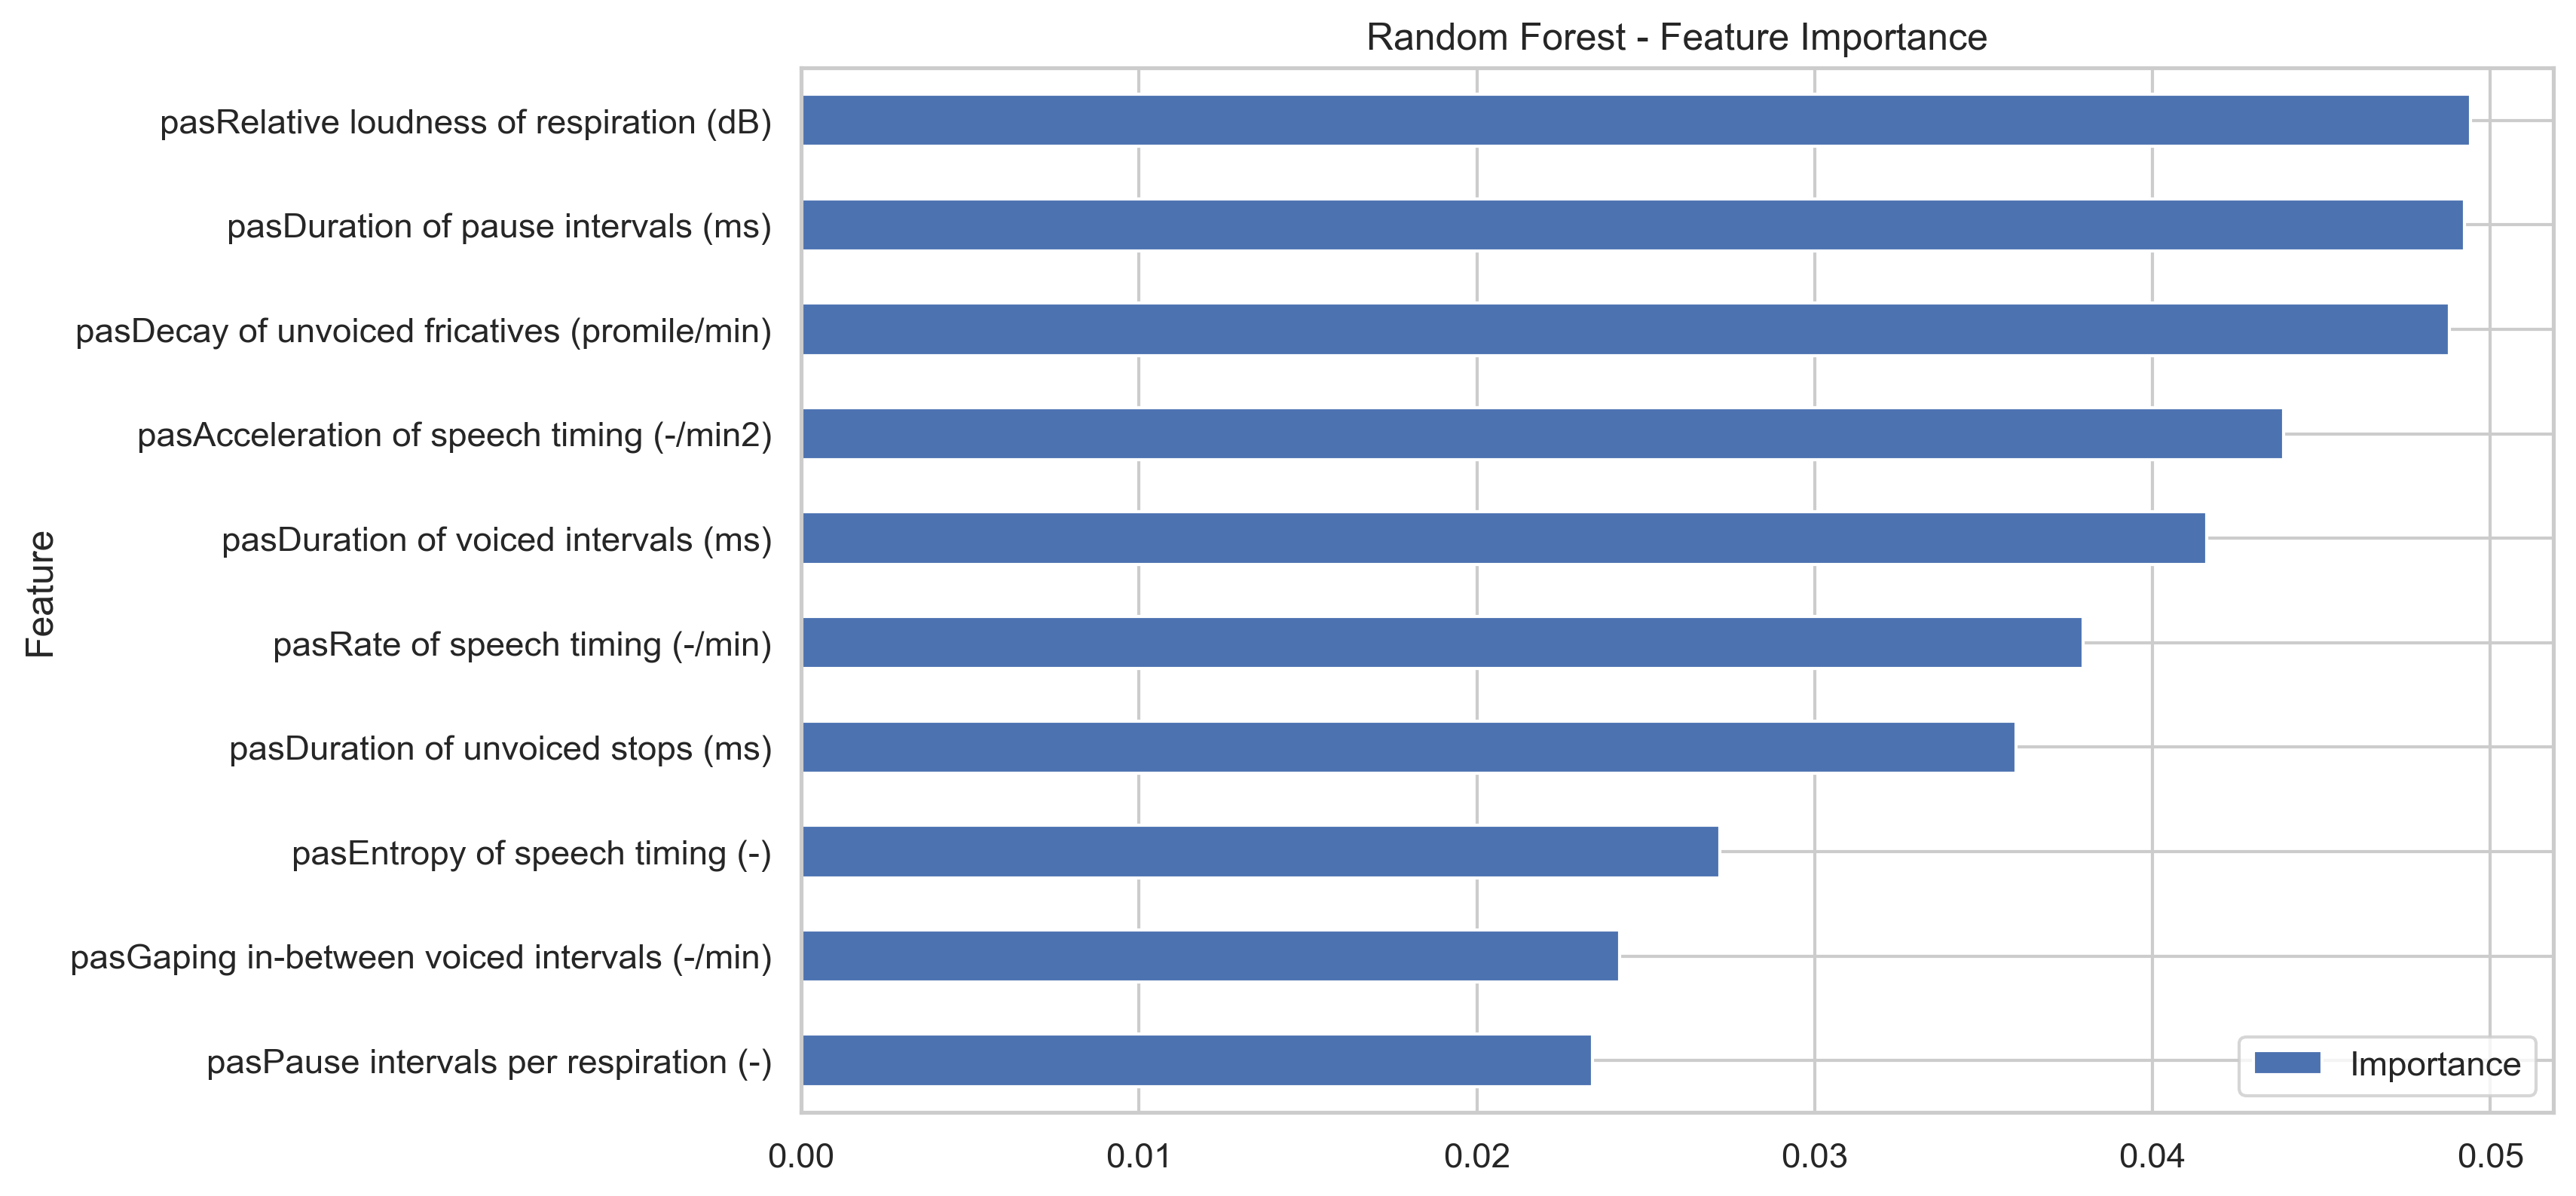 Random Forest - Feature Importance
pasRelative loudness of respiration (dB)
pasDuration of pause intervals (ms)
pasDecay of unvoiced fricatives (promile/min)
pasAcceleration of speech timing (-/min2)
pasDuration of voiced intervals (ms)
pasRate of speech timing (-/min)
pasDuration of unvoiced stops (ms)
pasEntropy of speech timing (-)
pasGaping in-between voiced intervals (-/min)
pasPause intervals per respiration (-)
Feature
Importance
0.00 0.01 0.02 0.03 0.04 0.05